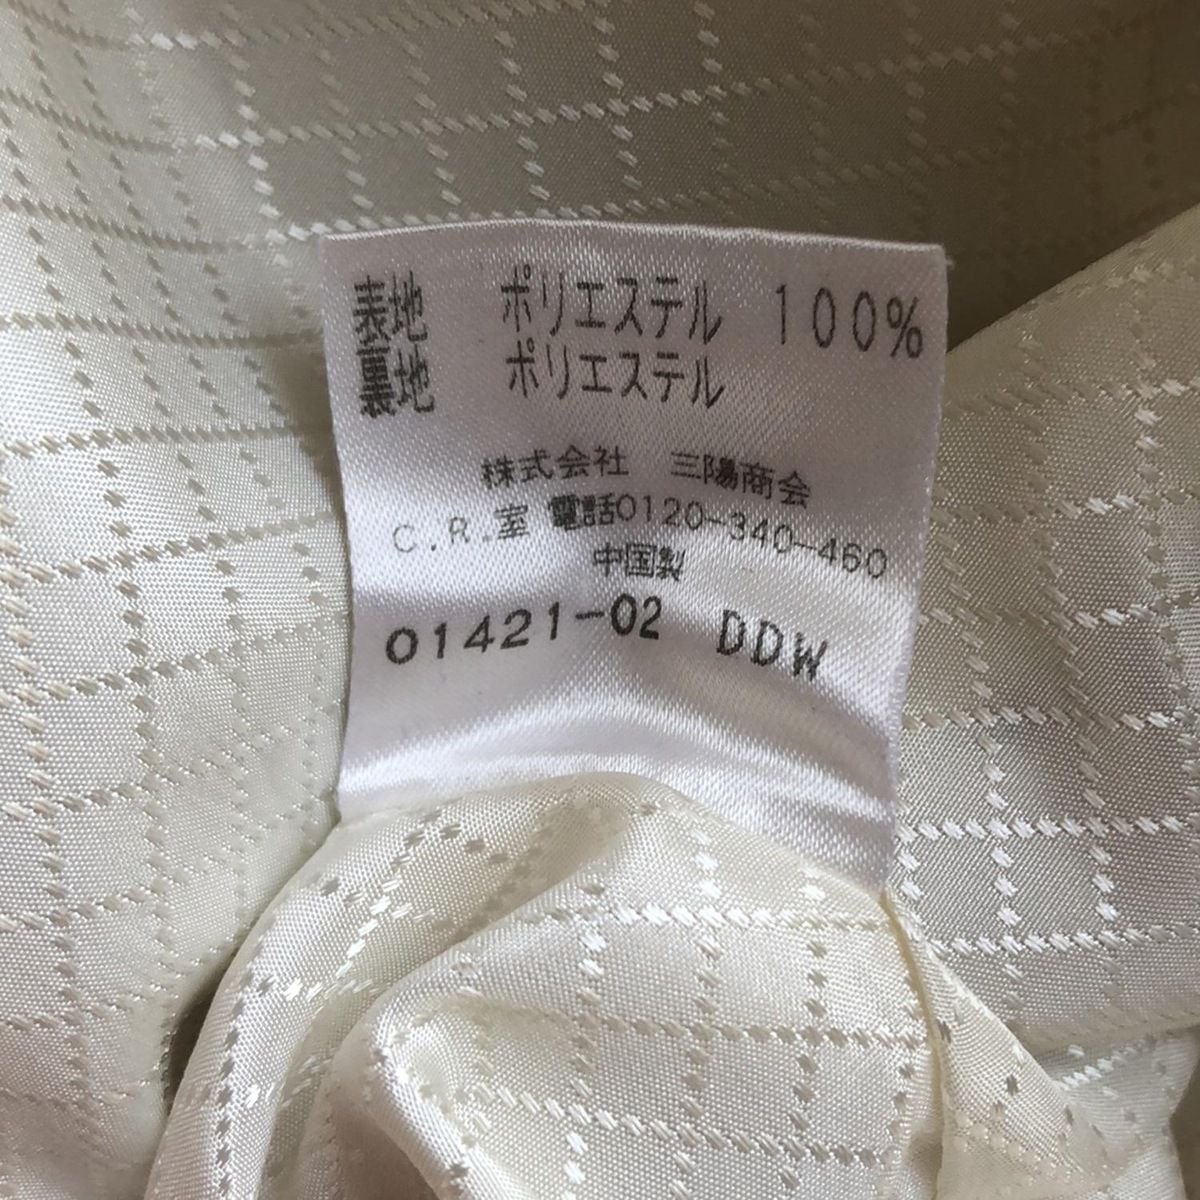 表地 ポリエステル 100%
裏地 ポリエステル
株式会社 三陽商会
C.R.室 電話0120-340-460
中国製
01421-02 DDW